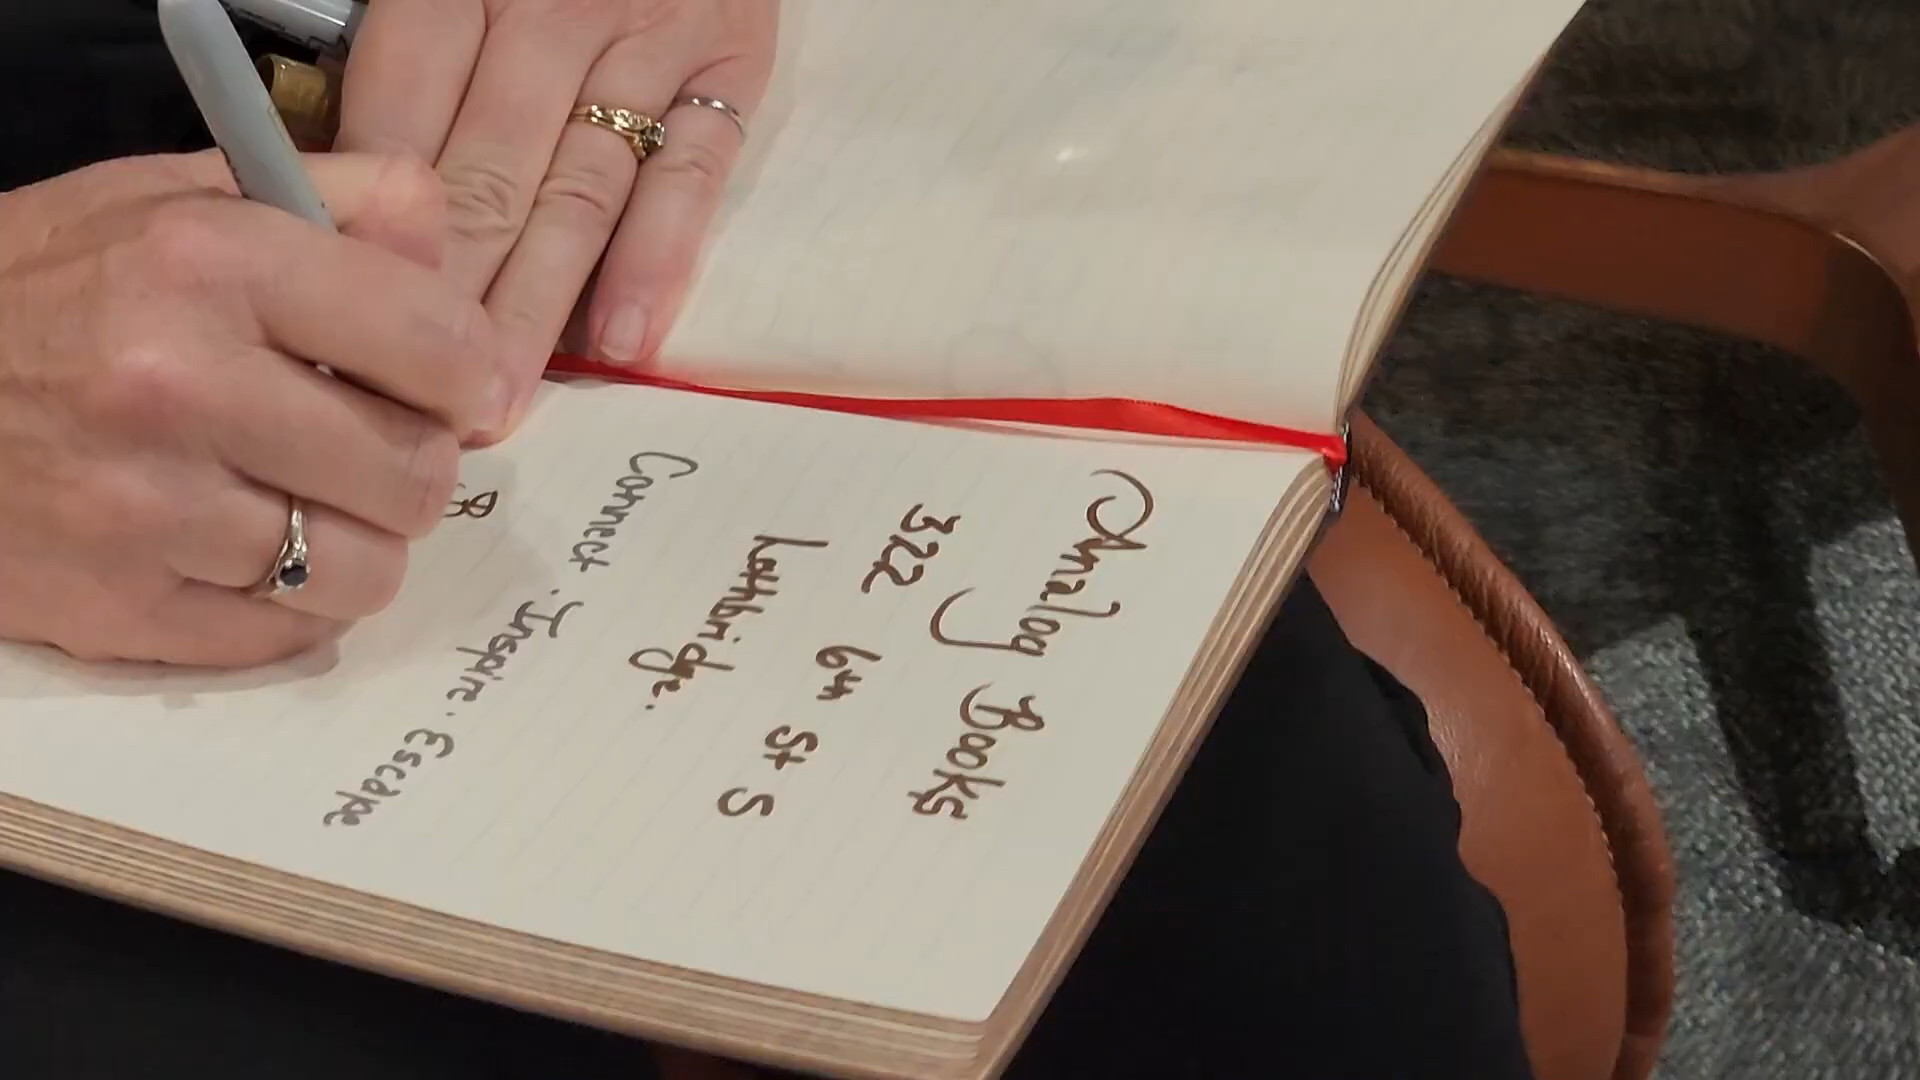 Analog Books
322 6th St S
Lethbridge.
Connect · Inspire · Escape